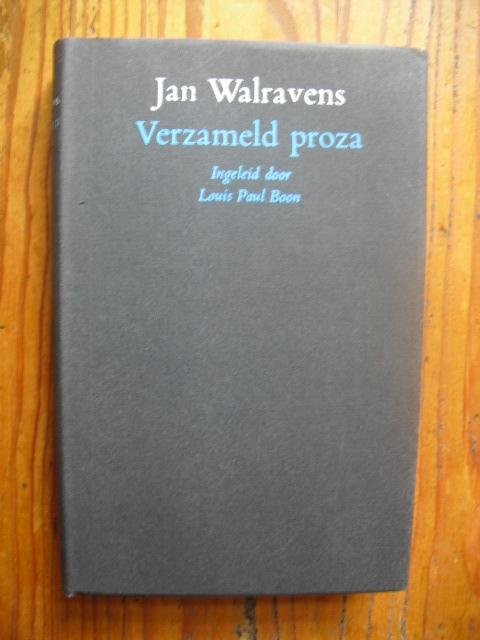 Jan Walravens
Verzameld proza
Ingeleid door
Louis Paul Boon